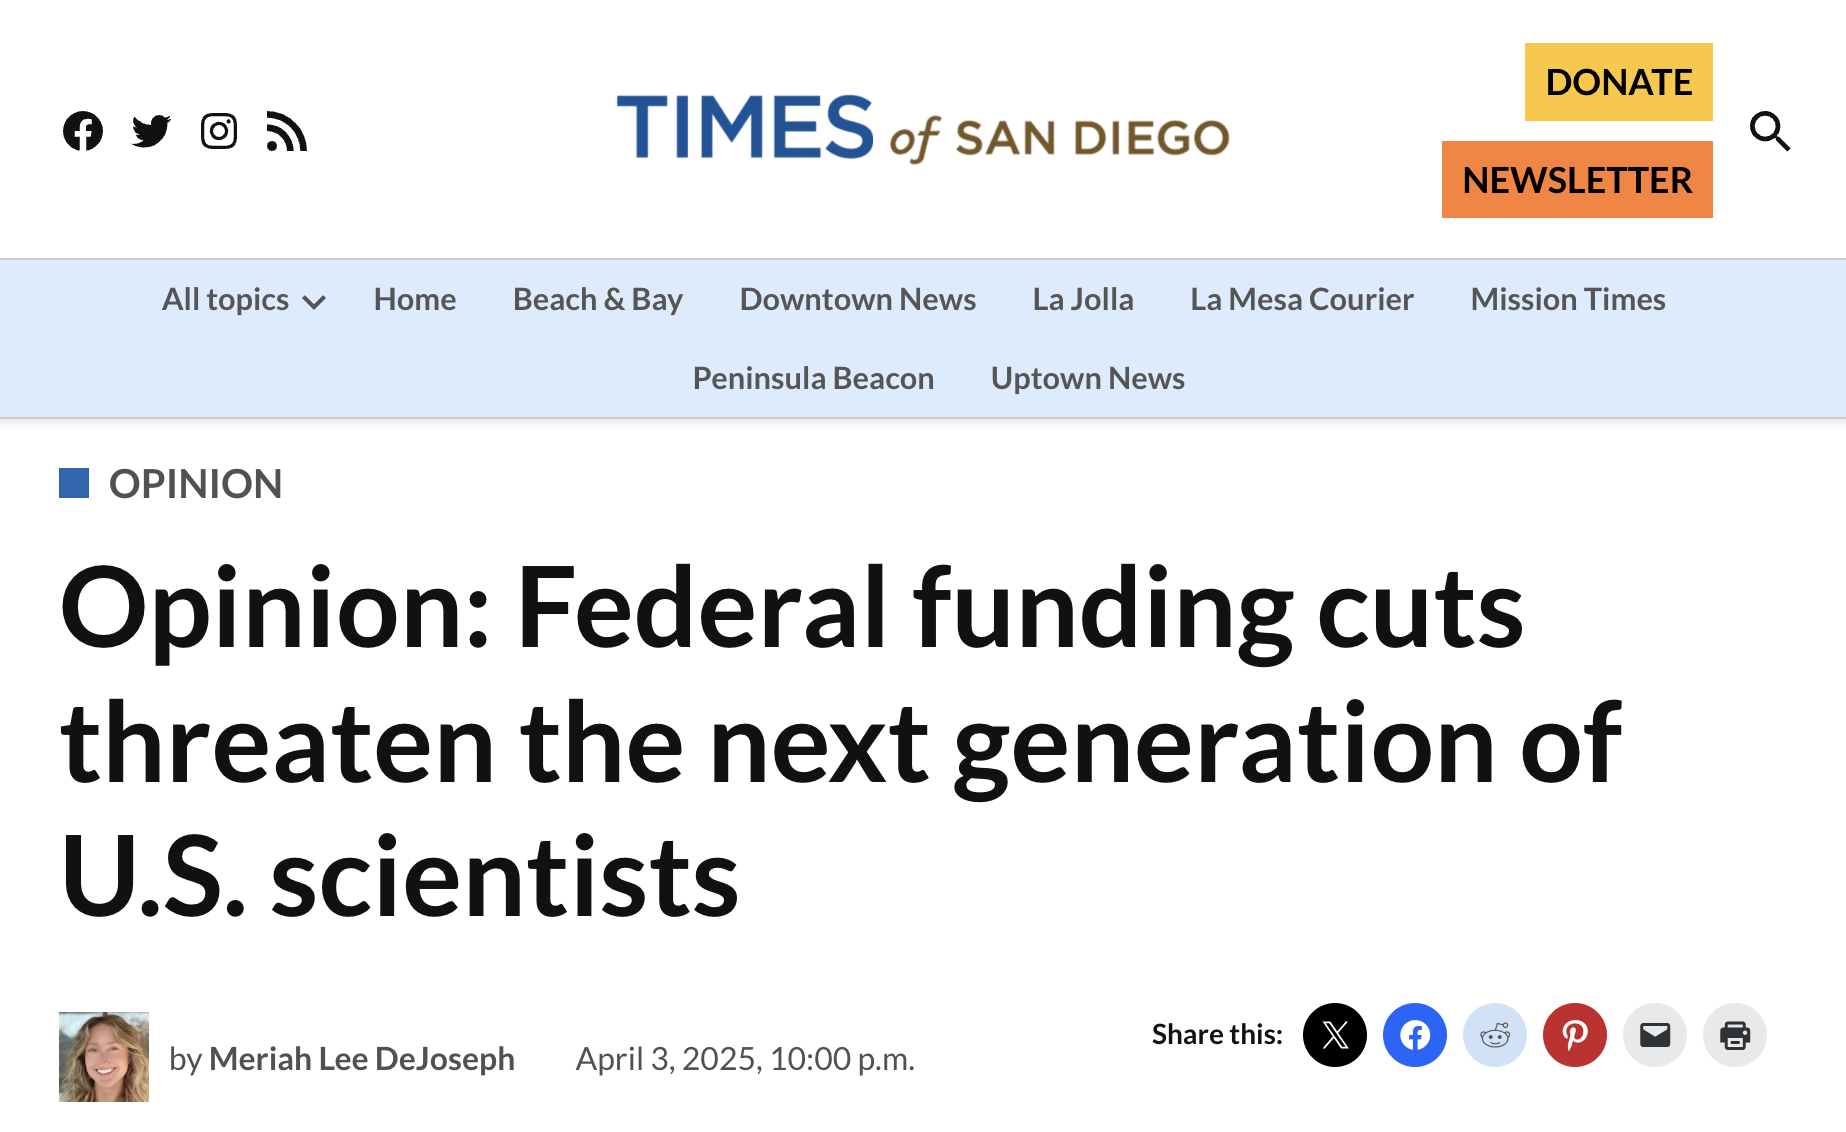 TIMES of SAN DIEGO
DONATE
NEWSLETTER
All topics Home Beach & Bay Downtown News La Jolla La Mesa Courier Mission Times
Peninsula Beacon Uptown News
OPINION
Opinion: Federal funding cuts
threaten the next generation of
U.S. scientists
by Meriah Lee DeJoseph April 3, 2025, 10:00 p.m.
Share this: